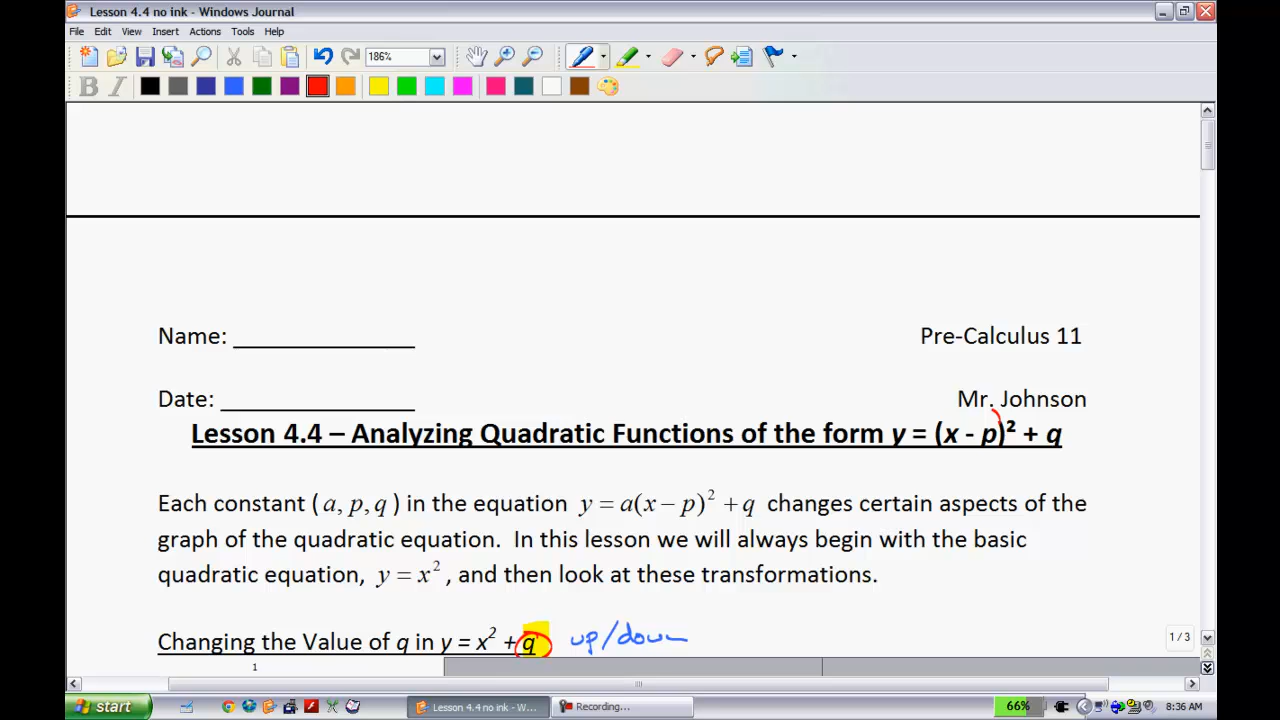 Lesson 4.4 no ink - Windows Journal
File Edit View Insert Actions Tools Help
186%
B I
Name: _______________ Pre-Calculus 11
Date: _______________ Mr. Johnson
Lesson 4.4 – Analyzing Quadratic Functions of the form y = (x - p)² + q
Each constant (a, p, q) in the equation y = a(x − p)² + q changes certain aspects of the
graph of the quadratic equation. In this lesson we will always begin with the basic
quadratic equation, y = x², and then look at these transformations.
Changing the Value of q in y = x² + q up/down
1 / 3
1
start Lesson 4.4 no ink - W... Recording... 66% 8:36 AM